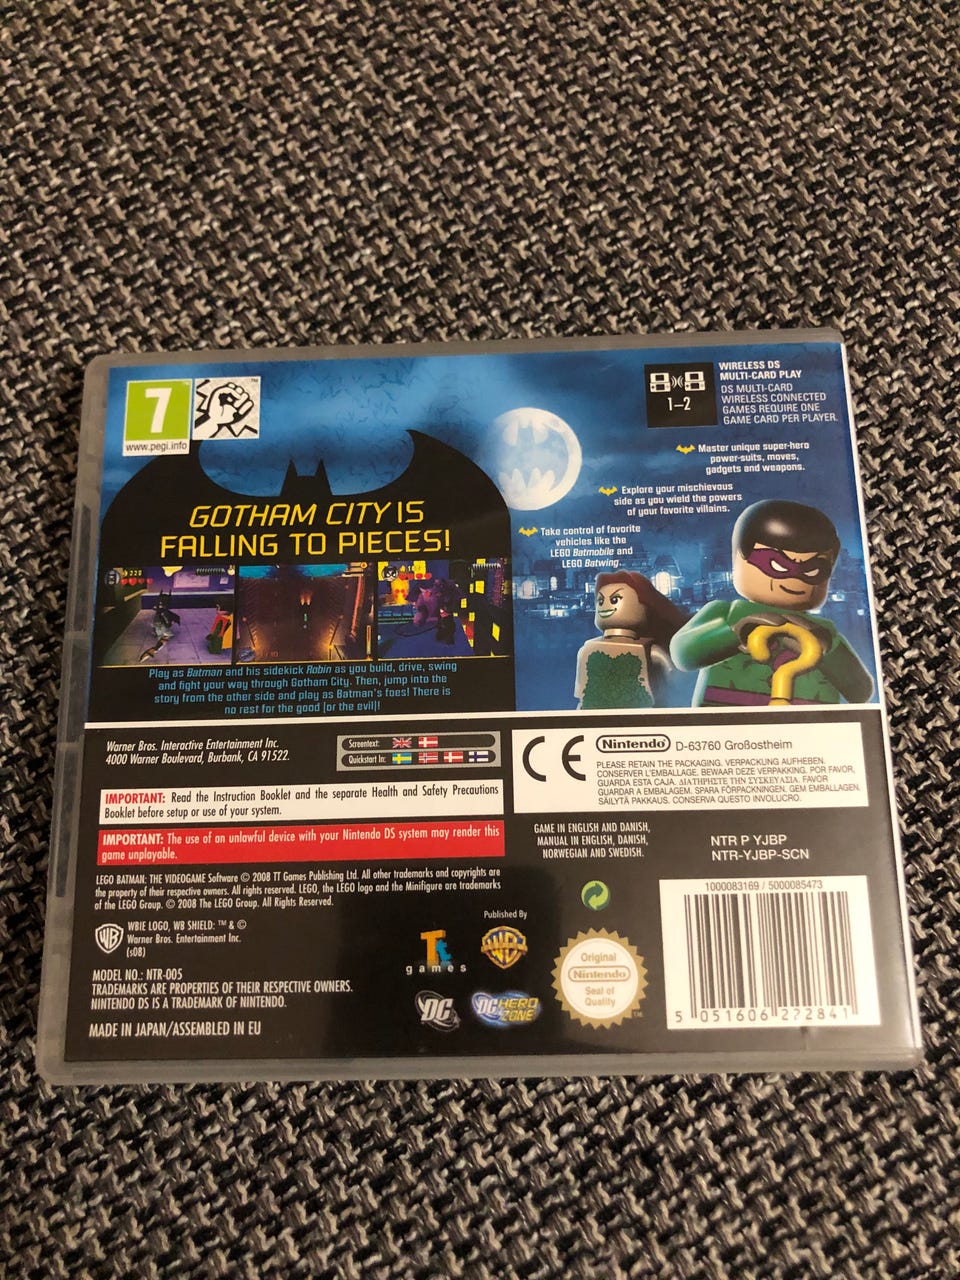 7
www.pegi.info
8 8
1-2
WIRELESS DS
MULTI-CARD PLAY
DS MULTI-CARD
WIRELESS CONNECTED
GAMES REQUIRE ONE
GAME CARD PER PLAYER.
Master unique super-hero
power-suits, moves,
gadgets and weapons.
Explore your mischievous
side as you wield the powers
of your favorite villains.
Take control of favorite
vehicles like the
LEGO Batmobile and
LEGO Batwing.
GOTHAM CITY IS
FALLING TO PIECES!
Play as Batman and his sidekick Robin as you build, drive, swing
and fight your way through Gotham City. Then, jump into the
story from the other side and play as Batman's foes! There is
no rest for the good (or the evil)!
Warner Bros. Interactive Entertainment Inc.
4000 Warner Boulevard, Burbank, CA 91522.
Screentext:
Quickstart In:
CE
Nintendo D-63760 Großostheim
PLEASE RETAIN THE PACKAGING. VERPACKUNG AUFHEBEN.
CONSERVER L'EMBALLAGE. BEWAAR DEZE VERPAKKING. POR FAVOR,
GUARDA ESTA CAJA. ΔΙΑΤΗΡΗΣΤΕ ΤΗΝ ΣΥΣΚΕΥΑΣΙΑ. FAVOR
GUARDAR A EMBALAGEM. SPARA FÖRPACKNINGEN. GEM EMBALLAGEN.
SÄILYTÄ PAKKAUS. CONSERVA QUESTO INVOLUCRO.
IMPORTANT: Read the Instruction Booklet and the separate Health and Safety Precautions
Booklet before setup or use of your system.
IMPORTANT: The use of an unlawful device with your Nintendo DS system may render this
game unplayable.
GAME IN ENGLISH AND DANISH,
MANUAL IN ENGLISH, DANISH,
NORWEGIAN AND SWEDISH.
NTR P YJBP
NTR-YJBP-SCN
LEGO BATMAN: THE VIDEOGAME Software © 2008 TT Games Publishing Ltd. All other trademarks and copyrights are
the property of their respective owners. All rights reserved. LEGO, the LEGO logo and the Minifigure are trademarks
of the LEGO Group. © 2008 The LEGO Group. All Rights Reserved.
WB
WBIE LOGO, WB SHIELD: ™ & ©
Warner Bros. Entertainment Inc.
(s08)
MODEL NO.: NTR-005
TRADEMARKS ARE PROPERTIES OF THEIR RESPECTIVE OWNERS.
NINTENDO DS IS A TRADEMARK OF NINTENDO.
MADE IN JAPAN/ASSEMBLED IN EU
Tt
games
Published By
WB
DC
DC HERO
ZONE
Original
Nintendo
Seal of
Quality
TM
1000083169 / 5000085473
5 051606 272841